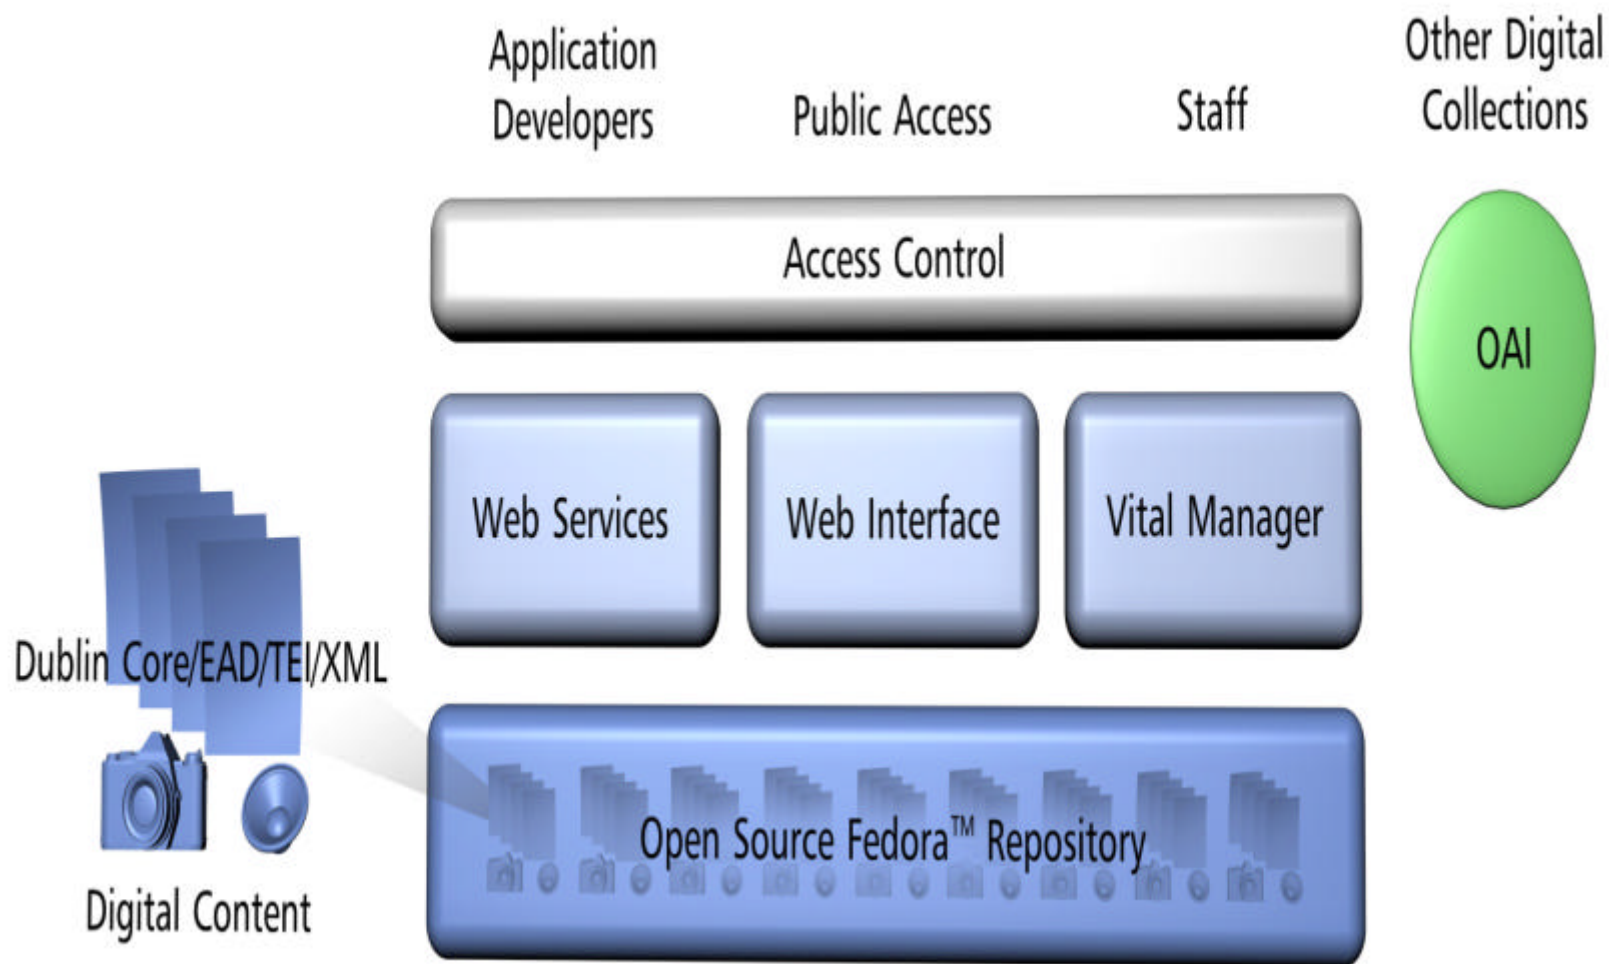 Application
Developers
Public Access
Staff
Other Digital
Collections
Access Control
OAI
Web Services
Web Interface
Vital Manager
Dublin Core/EAD/TEI/XML
Open Source Fedora™ Repository
Digital Content